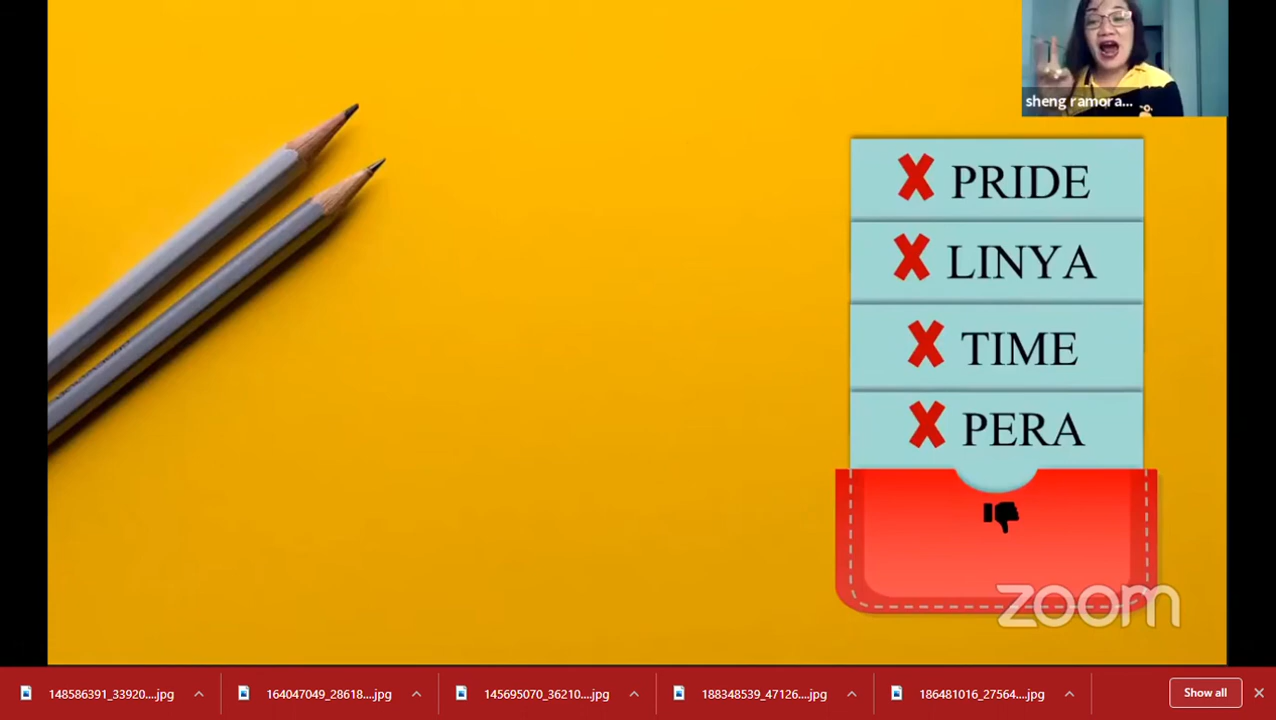 sheng ramora...
X PRIDE
X LINYA
X TIME
X PERA
zoom
148586391_33920....jpg
164047049_28618....jpg
145695070_36210....jpg
188348539_47126....jpg
186481016_27564....jpg
Show all